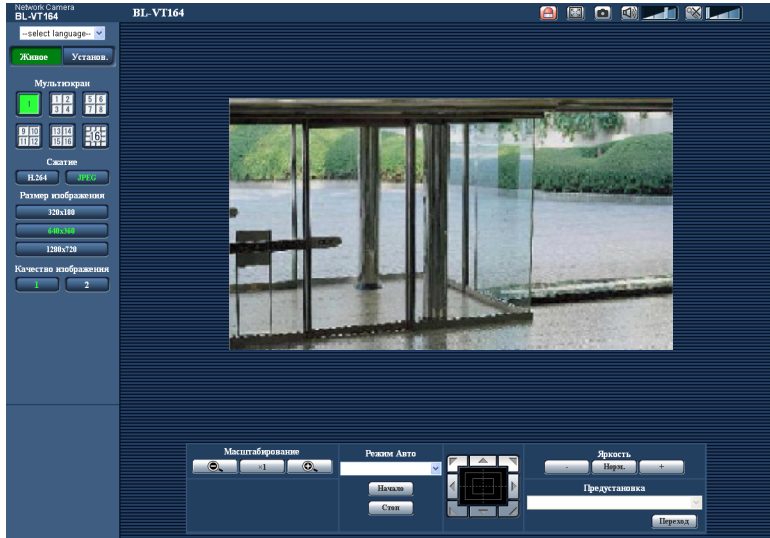 Network Camera
BL-VT164
BL-VT164
--select language--
Живое Установ.
Мультиэкран
1
1 2
3 4
5 6
7 8
9 10
11 12
13 14
15 16
16
Сжатие
H.264 JPEG
Размер изображения
320x180
640x360
1280x720
Качество изображения
1 2
Масштабирование
×1
Режим Авто
Начало
Стоп
Яркость
- Норм. +
Предустановка
Переход